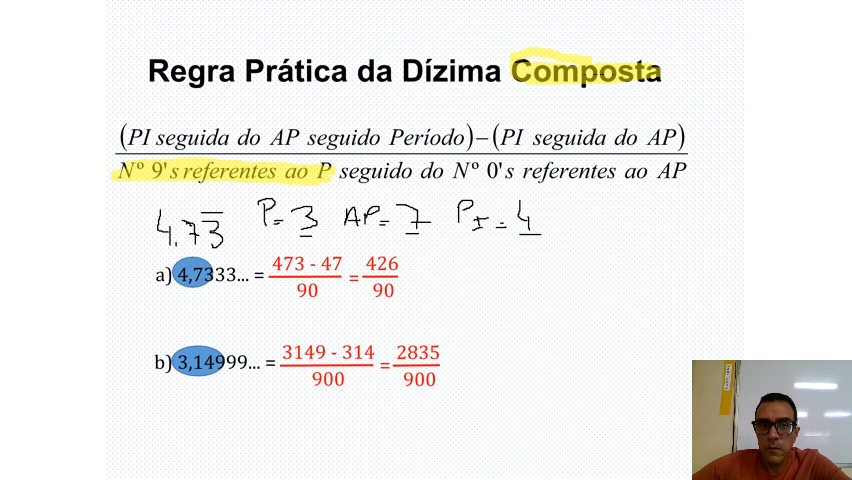 Regra Prática da Dízima Composta
(PI seguida do AP seguido Período) – (PI seguida do AP)
Nº 9's referentes ao P seguido do Nº 0's referentes ao AP
4,73̅ P=3 AP=7 PI=4
a) 4,7333... = 473 - 47 / 90 = 426 / 90
b) 3,14999... = 3149 - 314 / 900 = 2835 / 900